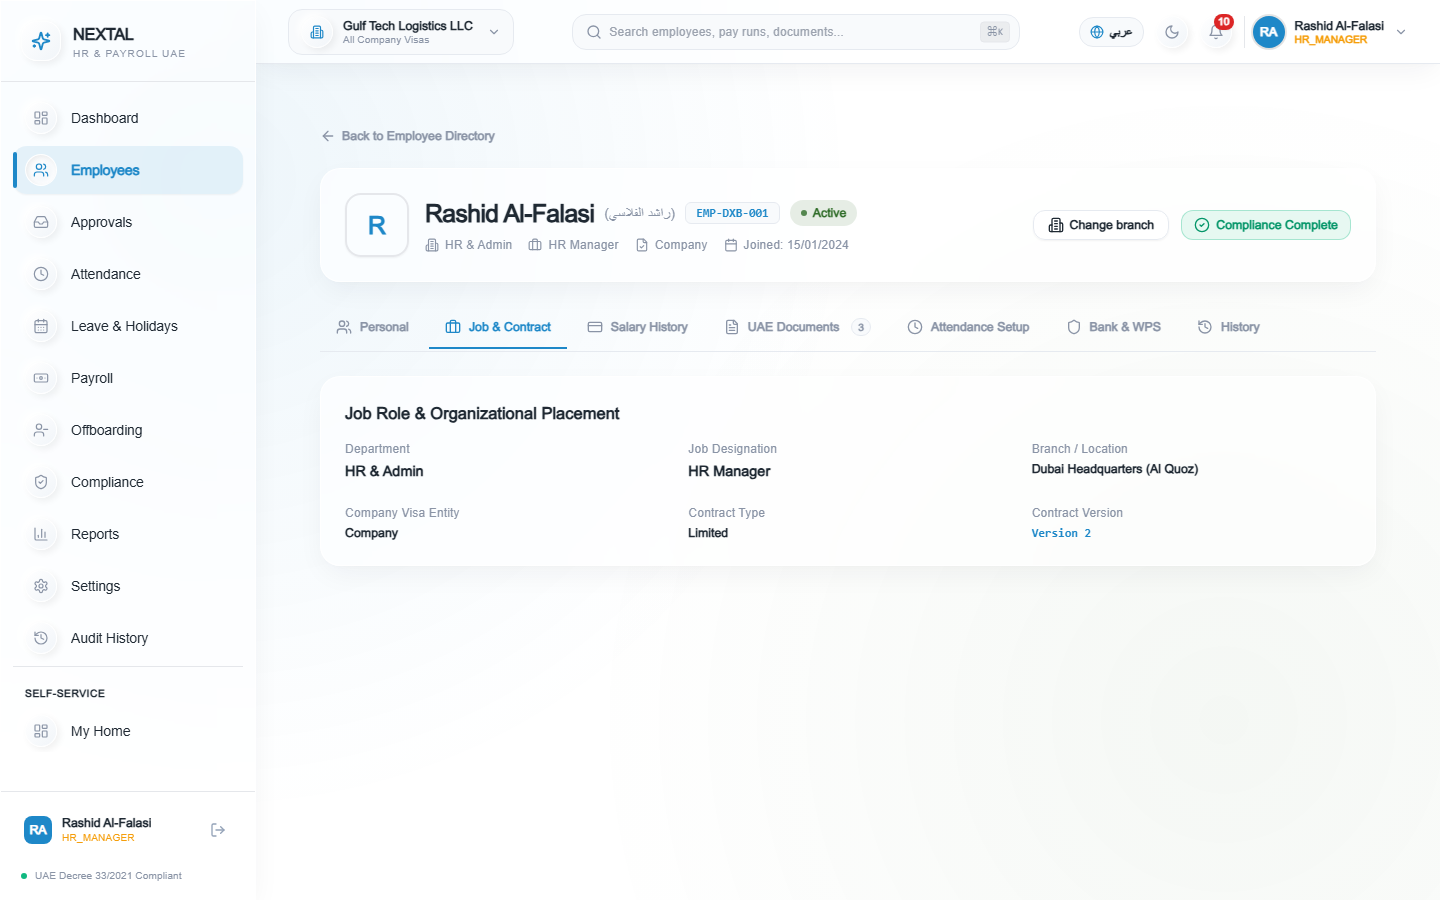 NEXTAL
HR & PAYROLL UAE
Gulf Tech Logistics LLC
All Company Visas
Search employees, pay runs, documents...
⌘K
عربي
10
RA
Rashid Al-Falasi
HR_MANAGER
Dashboard
Employees
Approvals
Attendance
Leave & Holidays
Payroll
Offboarding
Compliance
Reports
Settings
Audit History
SELF-SERVICE
My Home
RA
Rashid Al-Falasi
HR_MANAGER
UAE Decree 33/2021 Compliant
Back to Employee Directory
R
Rashid Al-Falasi (راشد الفلاسي) EMP-DXB-001 Active
HR & Admin HR Manager Company Joined: 15/01/2024
Change branch
Compliance Complete
Personal Job & Contract Salary History UAE Documents 3 Attendance Setup Bank & WPS History
Job Role & Organizational Placement
Department Job Designation Branch / Location
HR & Admin HR Manager Dubai Headquarters (Al Quoz)
Company Visa Entity Contract Type Contract Version
Company Limited Version 2